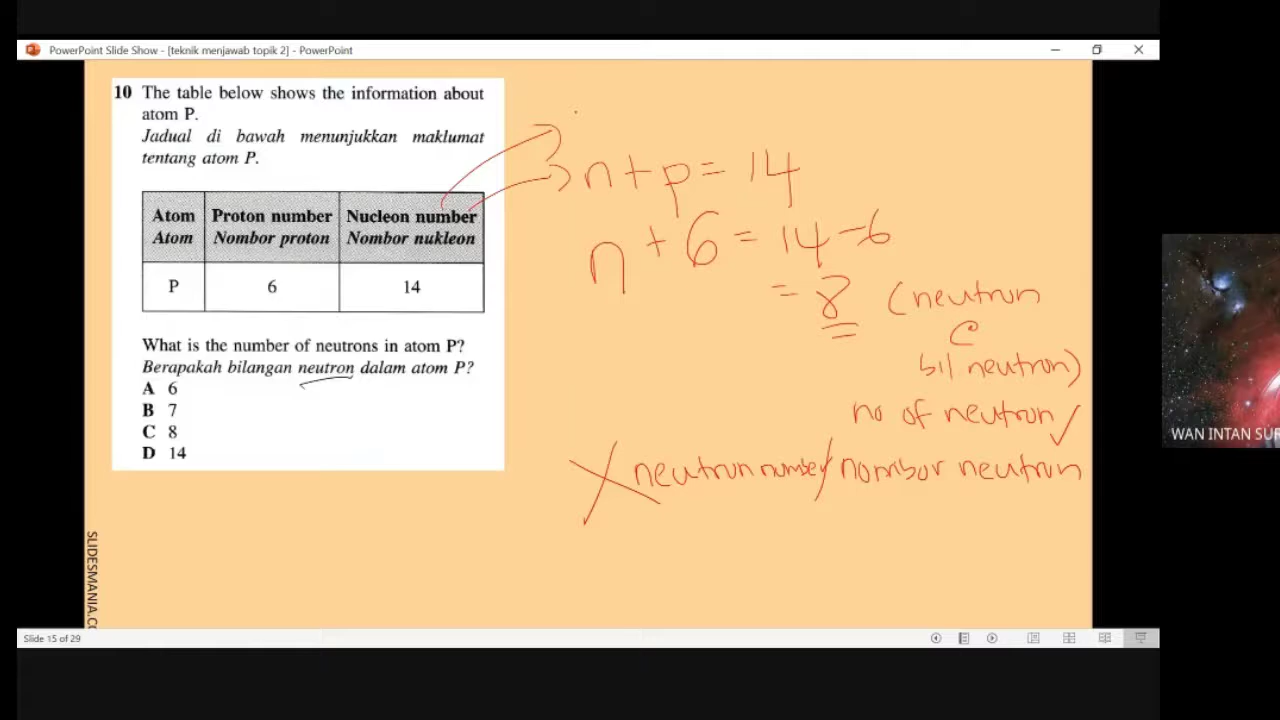 PowerPoint Slide Show - [teknik menjawab topik 2] - PowerPoint
10 The table below shows the information about
atom P.
Jadual di bawah menunjukkan maklumat
tentang atom P.
Atom Proton number Nucleon number
Atom Nombor proton Nombor nukleon
P 6 14
What is the number of neutrons in atom P?
Berapakah bilangan neutron dalam atom P?
A 6
B 7
C 8
D 14
n + p = 14
n + 6 = 14 - 6
= 8 (neutron
bil neutron)
no of neutron ✓
X neutron number / nombor neutron
WAN INTAN SUR
SLIDESMANIA.C
Slide 15 of 29